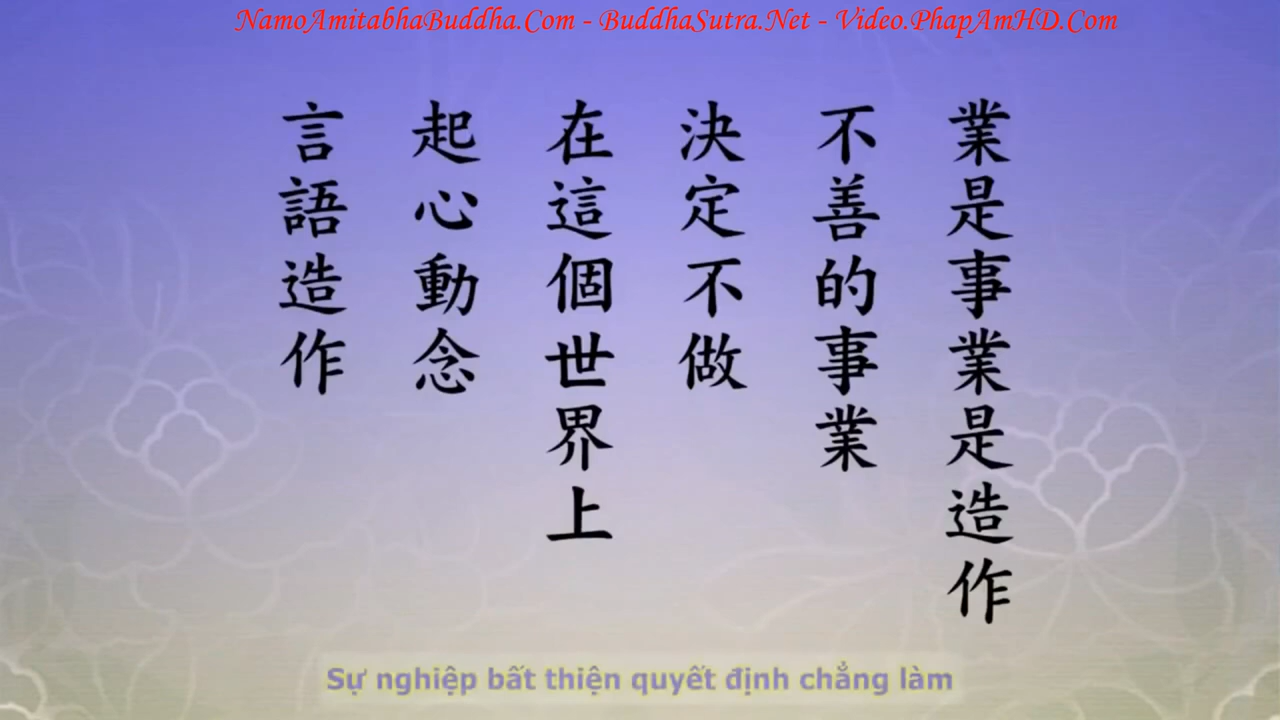 NamoAmitabhaBuddha.Com - BuddhaSutra.Net - Video.PhapAmHD.Com
業是事業是造作
不善的事業
決定不做
在這個世界上
起心動念
言語造作
Sự nghiệp bất thiện quyết định chẳng làm